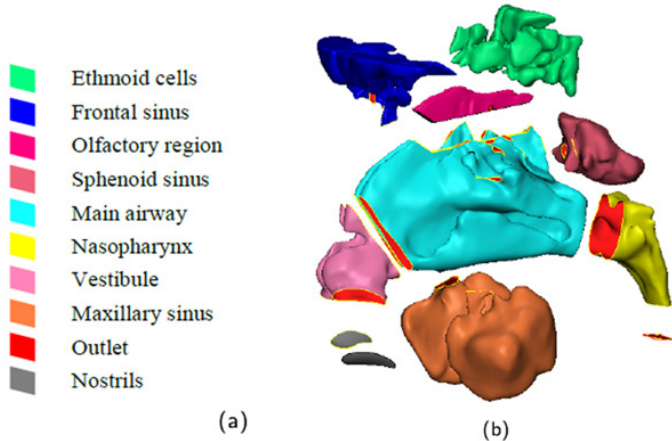 Ethmoid cells
Frontal sinus
Olfactory region
Sphenoid sinus
Main airway
Nasopharynx
Vestibule
Maxillary sinus
Outlet
Nostrils
(a)
(b)